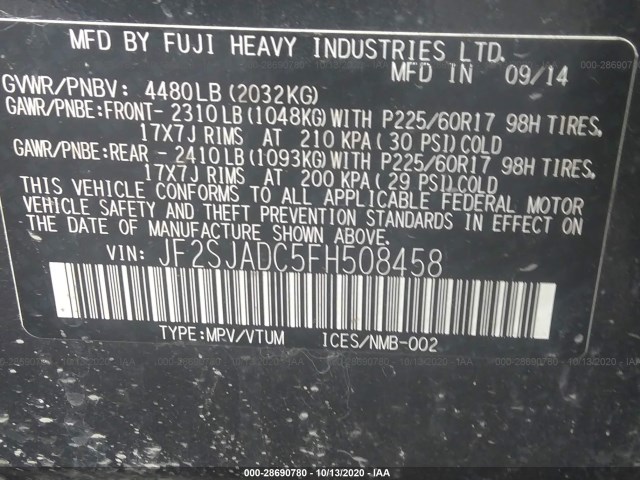 MFD BY FUJI HEAVY INDUSTRIES LTD.
MFD IN 09/14
GVWR/PNBV: 4480LB(2032KG)
GAWR/PNBE:FRONT- 2310LB(1048KG)WITH P225/60R17 98H TIRES,
17X7J RIMS AT 210 KPA(30 PSI)COLD
GAWR/PNBE:REAR - 2410LB(1093KG)WITH P225/60R17 98H TIRES,
17X7J RIMS AT 200 KPA(29 PSI)COLD
THIS VEHICLE CONFORMS TO ALL APPLICABLE FEDERAL MOTOR
VEHICLE SAFETY AND THEFT PREVENTION STANDARDS IN EFFECT ON
THE DATE OF MANUFACTURE SHOWN ABOVE.
VIN: JF2SJADC5FH508458
TYPE:MPV/VTUM ICES/NMB-002
000-28690780 - 10/13/2020 - IAA